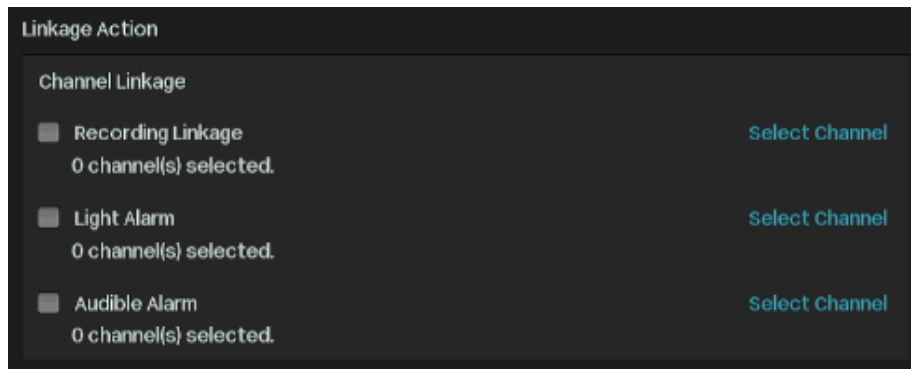 Linkage Action
Channel Linkage
Recording Linkage Select Channel
0 channel(s) selected.
Light Alarm Select Channel
0 channel(s) selected.
Audible Alarm Select Channel
0 channel(s) selected.